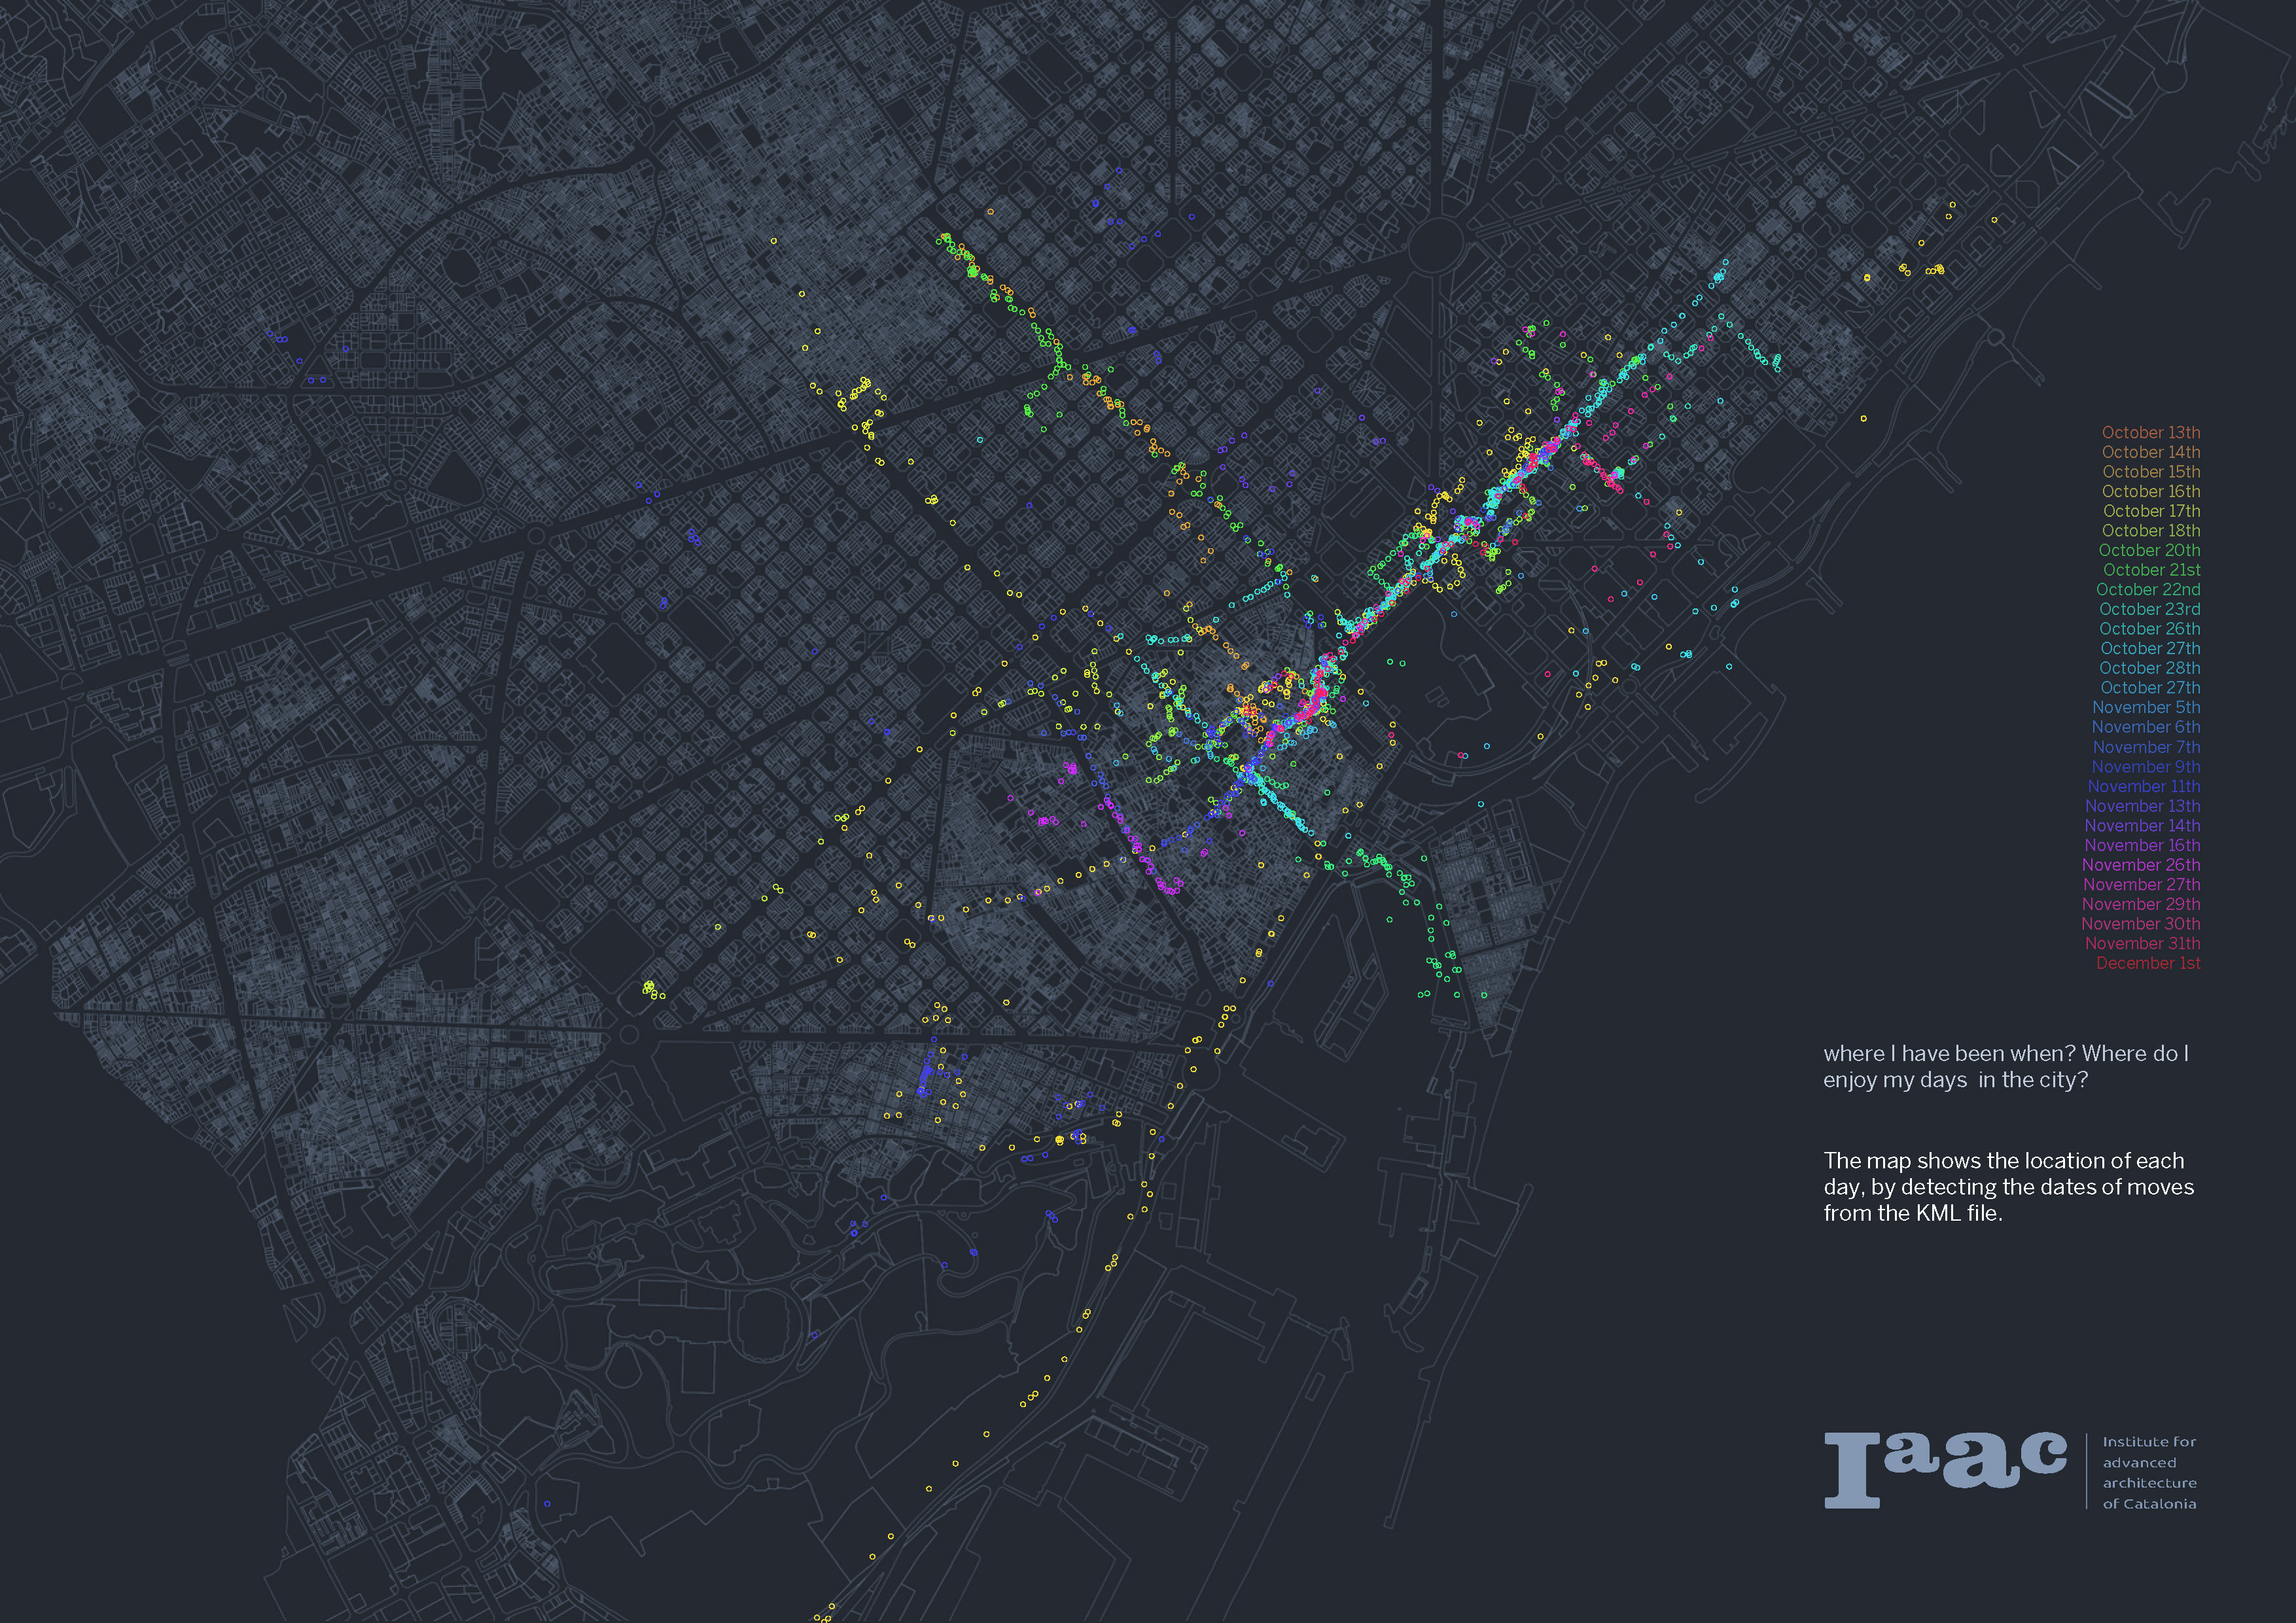 October 13th
October 14th
October 15th
October 16th
October 17th
October 18th
October 20th
October 21st
October 22nd
October 23rd
October 26th
October 27th
October 28th
October 27th
November 5th
November 6th
November 7th
November 9th
November 11th
November 13th
November 14th
November 16th
November 26th
November 27th
November 29th
November 30th
November 31th
December 1st
where I have been when? Where do I
enjoy my days  in the city?
The map shows the location of each
day, by detecting the dates of moves
from the KML file.
Iaac
Institute for
advanced
architecture
of Catalonia